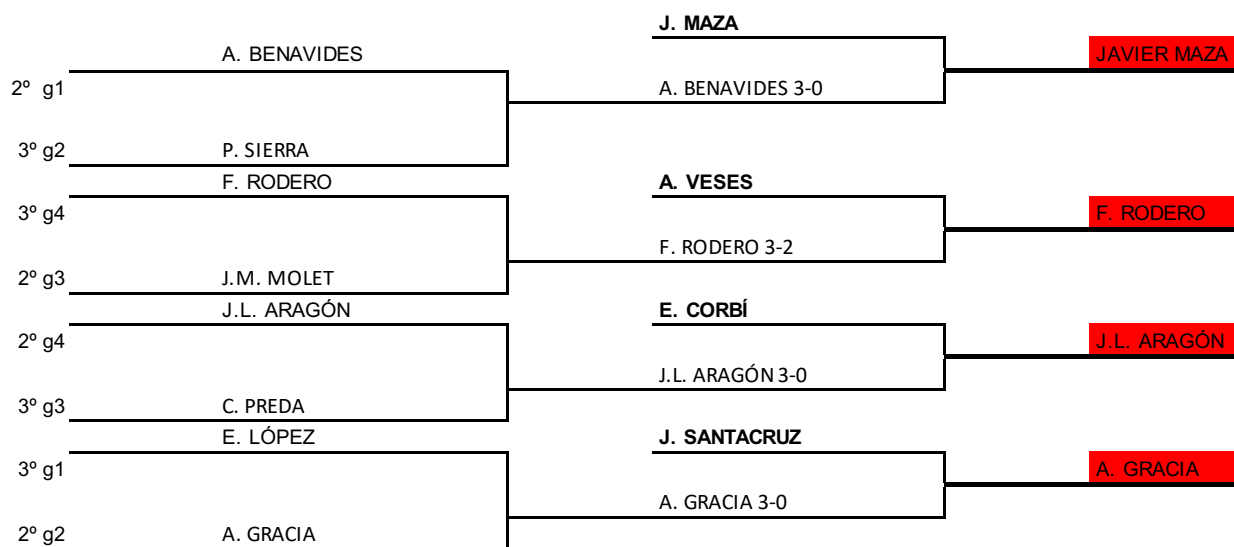 J. MAZA
A. BENAVIDES
JAVIER MAZA
2º g1
A. BENAVIDES 3-0
3º g2
P. SIERRA
F. RODERO
A. VESES
3º g4
F. RODERO
F. RODERO 3-2
2º g3
J.M. MOLET
J.L. ARAGÓN
E. CORBÍ
2º g4
J.L. ARAGÓN
J.L. ARAGÓN 3-0
3º g3
C. PREDA
E. LÓPEZ
J. SANTACRUZ
3º g1
A. GRACIA
A. GRACIA 3-0
2º g2
A. GRACIA